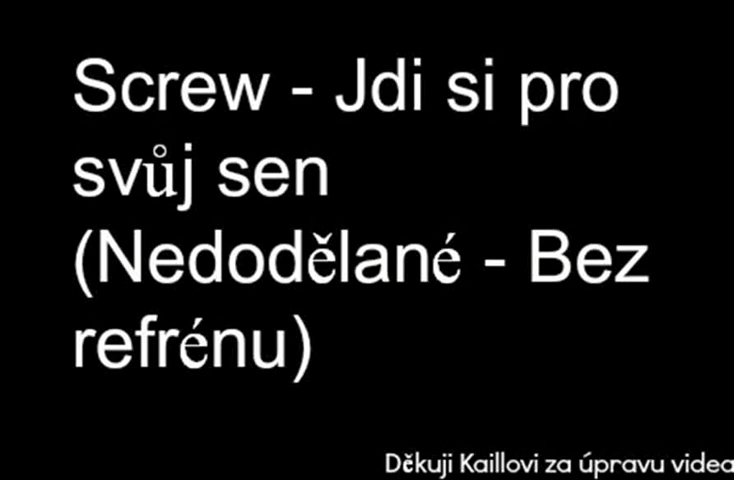 Screw - Jdi si pro
svůj sen
(Nedodělané - Bez
refrénu)
Děkuji Kaillovi za úpravu videa